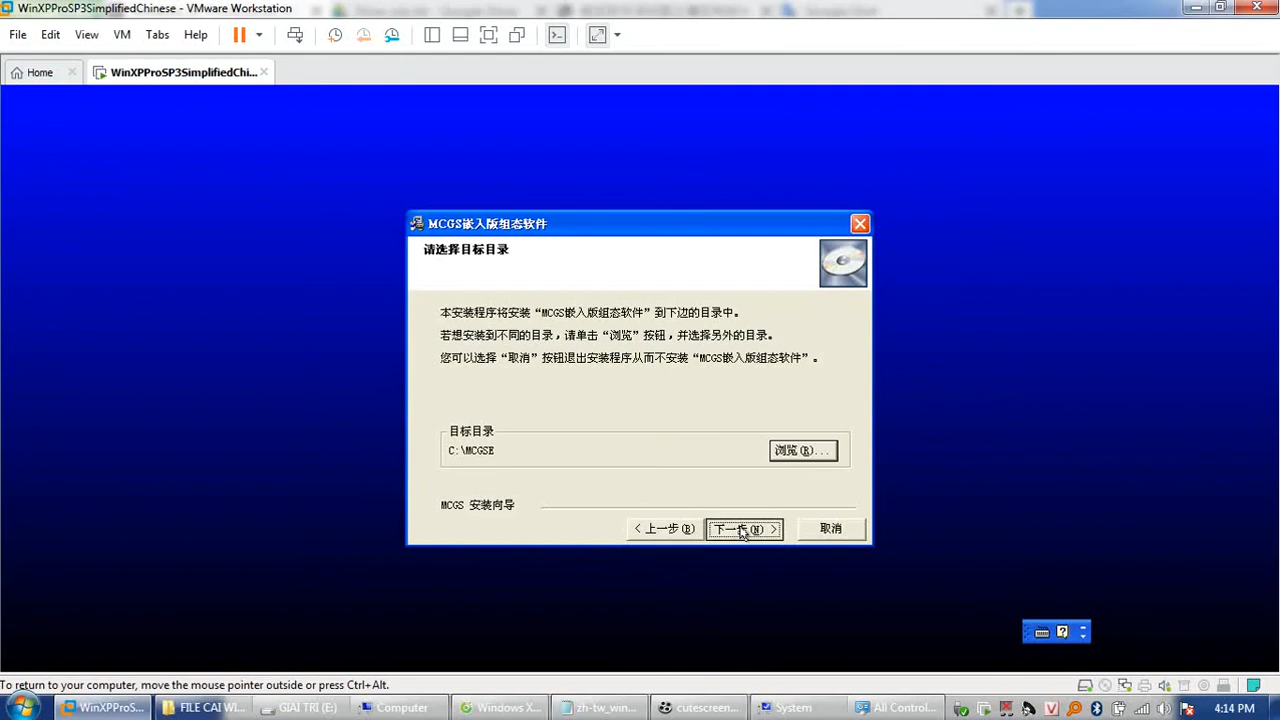 WinXPProSP3SimplifiedChinese - VMware Workstation
File Edit View VM Tabs Help
Home WinXPProSP3SimplifiedChi...
MCGS嵌入版组态软件
请选择目标目录
本安装程序将安装“MCGS嵌入版组态软件”到下边的目录中。
若想安装到不同的目录,请单击“浏览”按钮,并选择另外的目录。
您可以选择“取消”按钮退出安装程序从而不安装“MCGS嵌入版组态软件”。
目标目录
C:\MCGSE 浏览(R)...
MCGS 安装向导
< 上一步(B) 下一步(N) > 取消
To return to your computer, move the mouse pointer outside or press Ctrl+Alt.
WinXPProS... FILE CAI WI... GIAI TRI (E:) Computer Windows X... zh-tw_win... cutescreen... System All Control... 4:14 PM